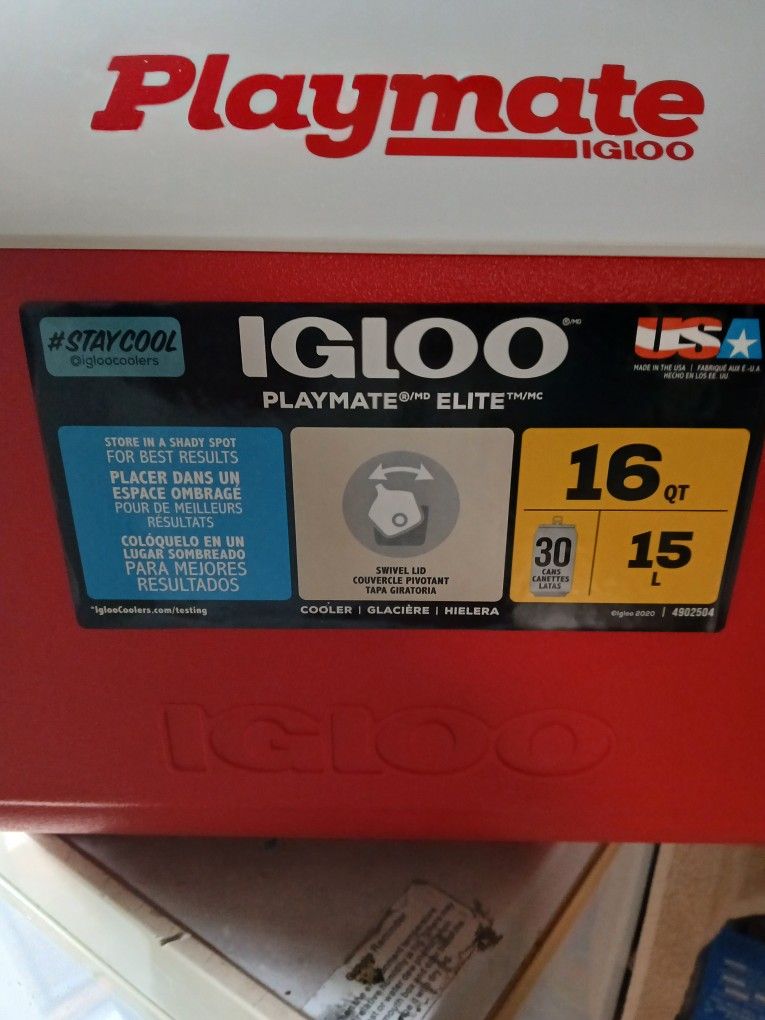 Playmate
IGLOO
#STAYCOOL
@igloocoolers
IGLOO®/MD
PLAYMATE®/MD ELITE™/MC
USA
MADE IN THE USA | FABRIQUÉ AUX É.-U.A
HECHO EN LOS EE. UU.
STORE IN A SHADY SPOT
FOR BEST RESULTS
PLACER DANS UN
ESPACE OMBRAGÉ
POUR DE MEILLEURS
RÉSULTATS
COLÓQUELO EN UN
LUGAR SOMBREADO
PARA MEJORES
RESULTADOS
SWIVEL LID
COUVERCLE PIVOTANT
TAPA GIRATORIA
16 QT
30
CANS
CANETTES
LATAS
15
L
*IglooCoolers.com/testing
COOLER | GLACIÈRE | HIELERA
©Igloo 2020 | 4902504
IGLOO